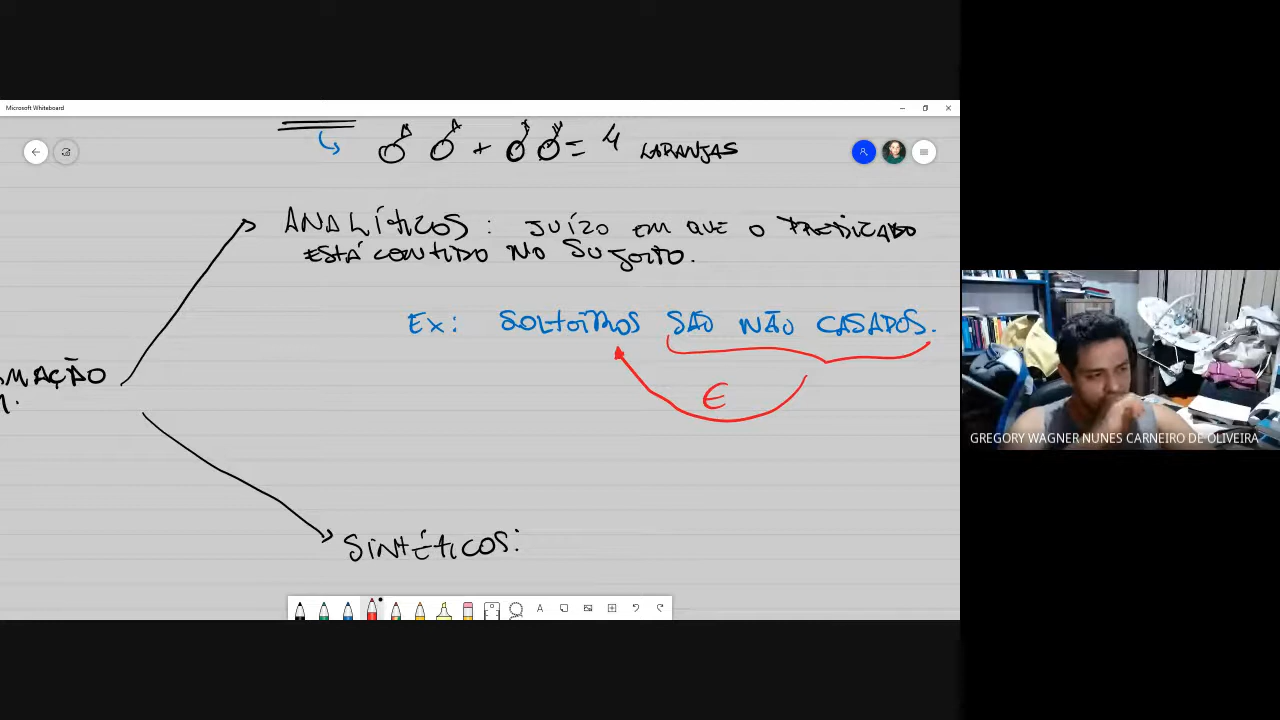 Microsoft Whiteboard
+ = 4 LARANJAS
ANALÍTICOS: JUÍZO EM QUE O PREDICADO
ESTÁ CONTIDO NO SUJEITO.
Ex: SOLTEIROS SÃO NÃO CASADOS.
E
MAÇÃO
SINTÉTICOS:
GREGORY WAGNER NUNES CARNEIRO DE OLIVEIRA